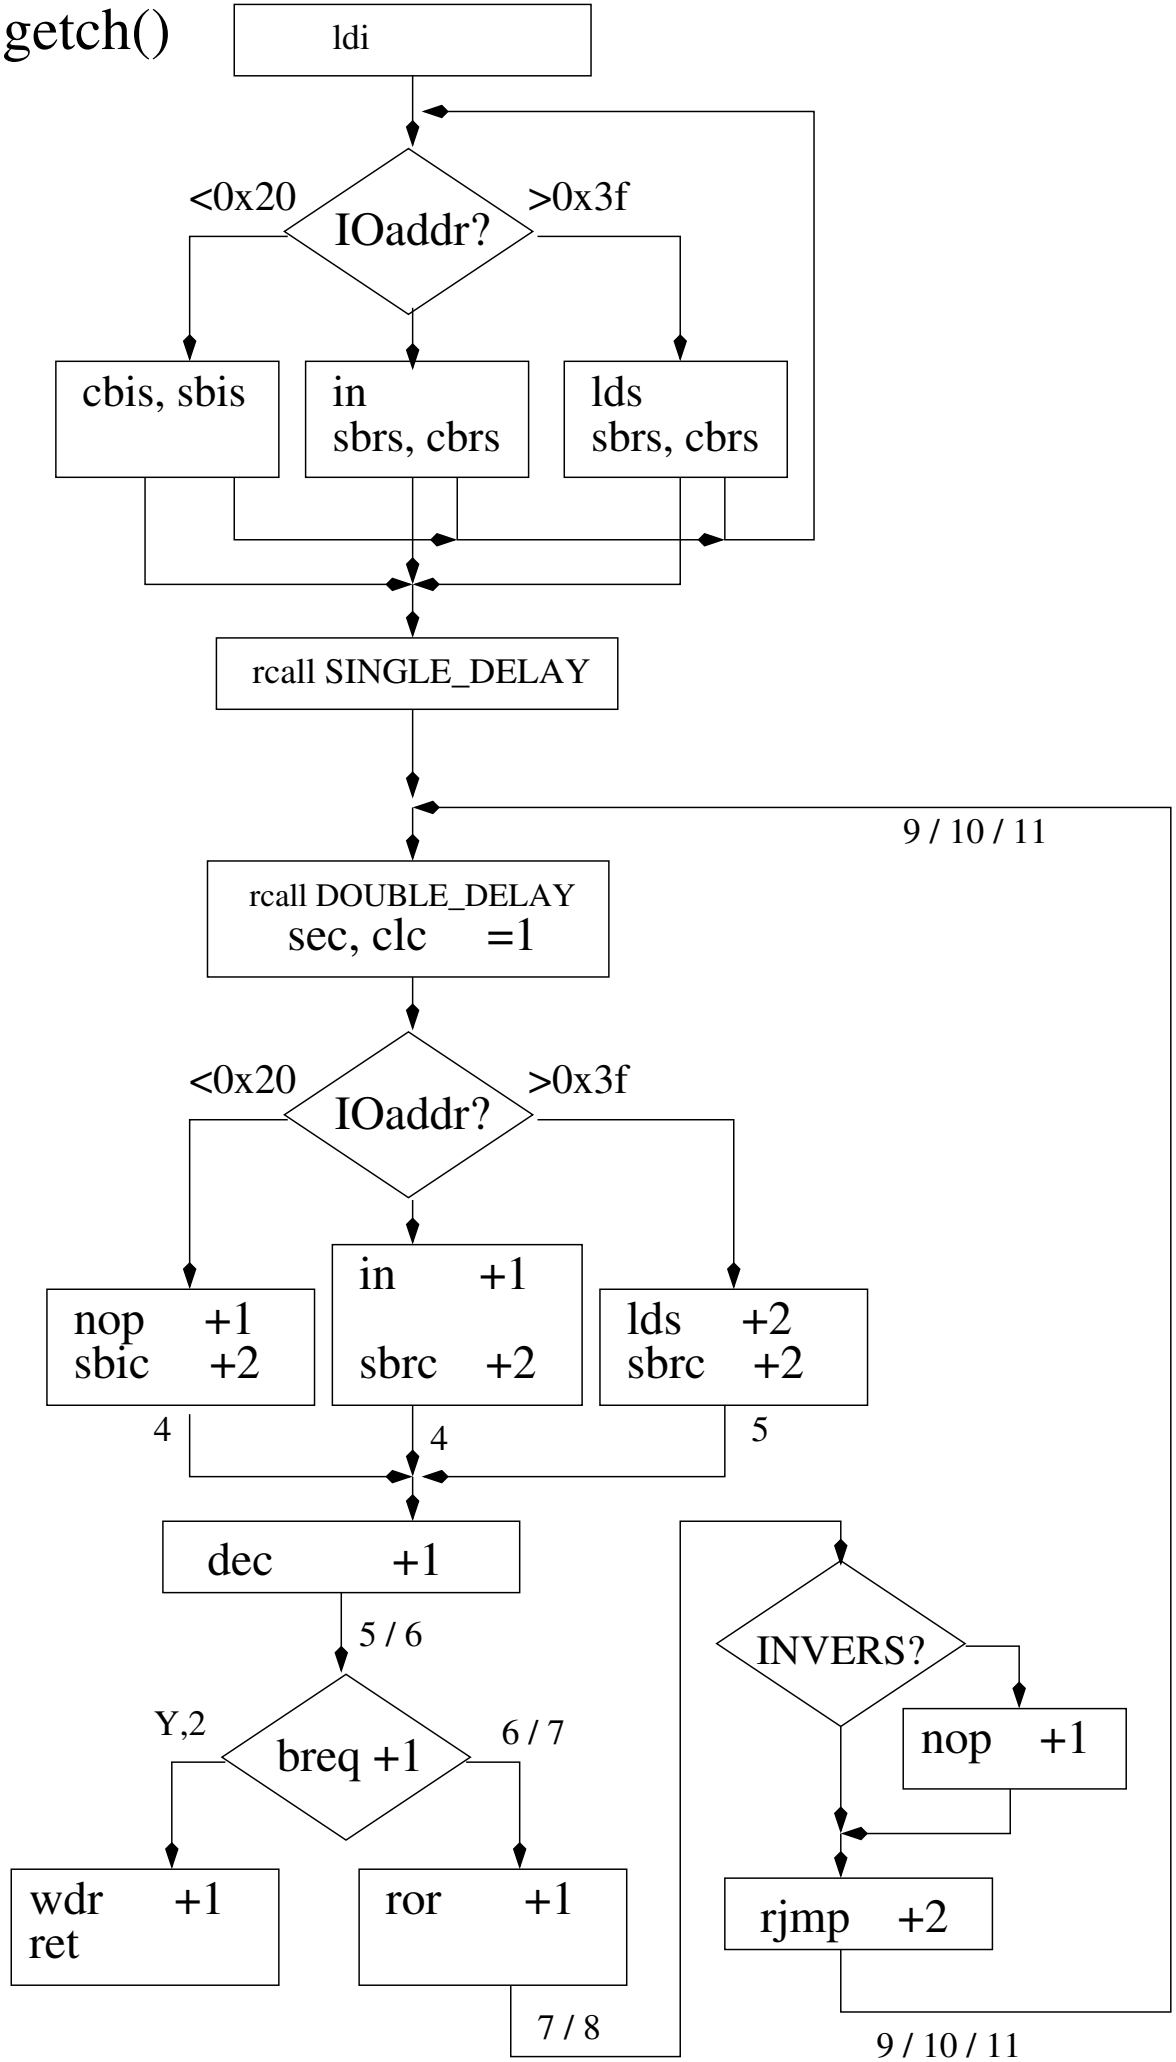 getch()
ldi
<0x20
>0x3f
IOaddr?
cbis, sbis
in
sbrs, cbrs
lds
sbrs, cbrs
rcall SINGLE_DELAY
9 / 10 / 11
rcall DOUBLE_DELAY
sec, clc =1
<0x20
>0x3f
IOaddr?
nop +1
sbic +2
in +1
sbrc +2
lds +2
sbrc +2
4
4
5
dec +1
5 / 6
INVERS?
Y,2
6 / 7
breq +1
nop +1
wdr +1
ret
ror +1
rjmp +2
7 / 8
9 / 10 / 11